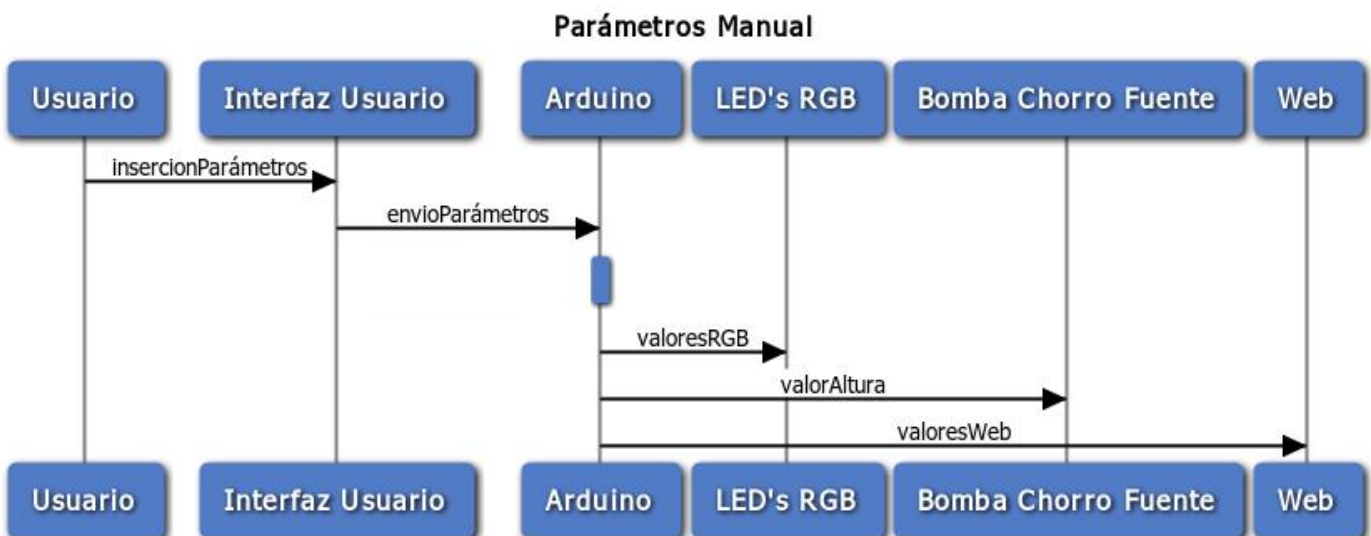 Parámetros Manual
Usuario Interfaz Usuario Arduino LED's RGB Bomba Chorro Fuente Web
insercionParámetros
envioParámetros
valoresRGB
valorAltura
valoresWeb
Usuario Interfaz Usuario Arduino LED's RGB Bomba Chorro Fuente Web